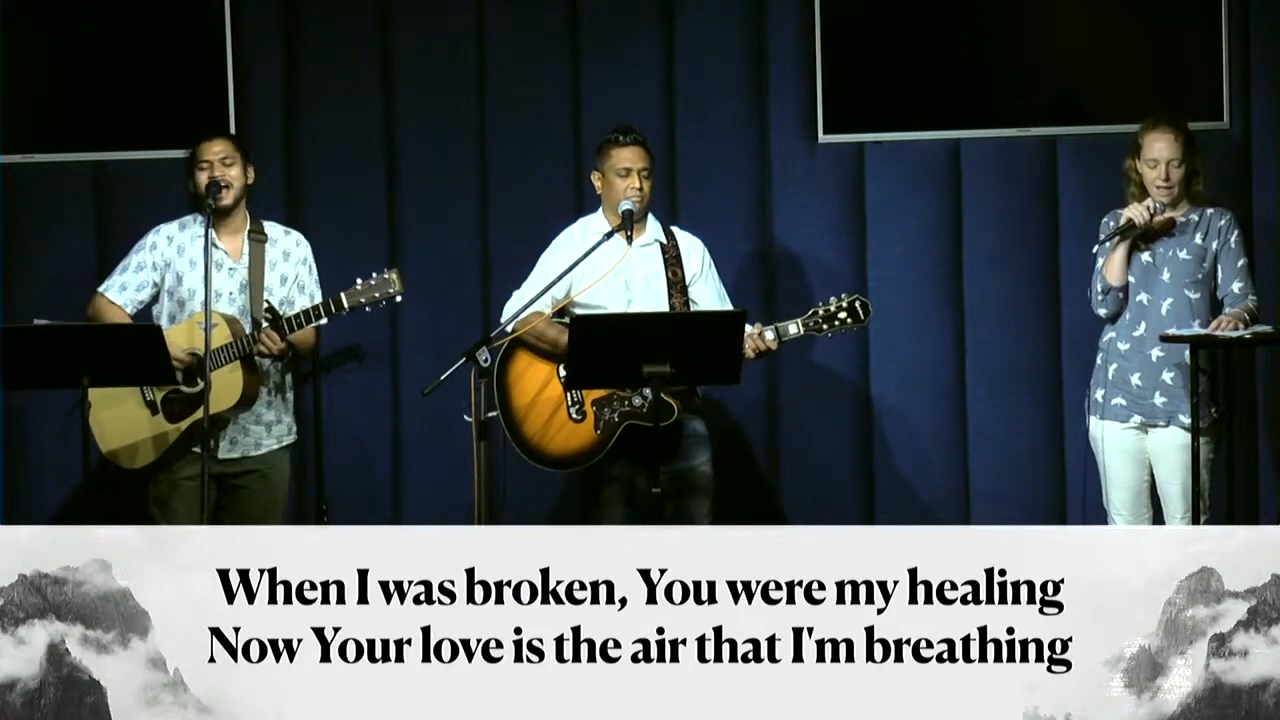 When I was broken, You were my healing
Now Your love is the air that I'm breathing